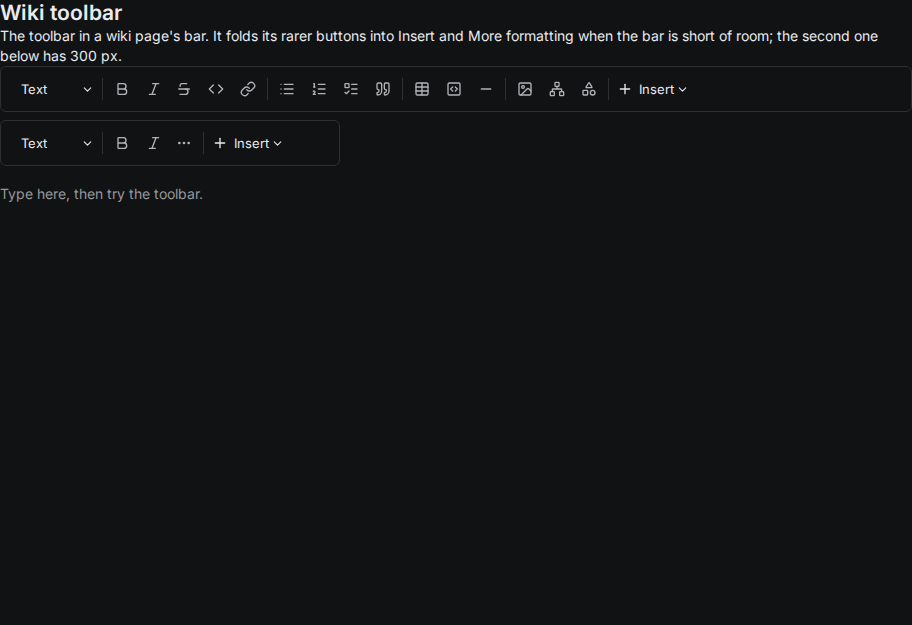 Wiki toolbar
The toolbar in a wiki page's bar. It folds its rarer buttons into Insert and More formatting when the bar is short of room; the second one
below has 300 px.
Text Insert
Text Insert
Type here, then try the toolbar.